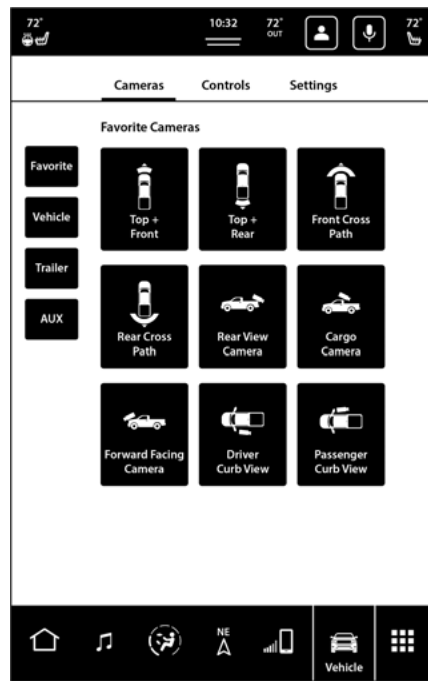 72°
10:32
72°
OUT
72°
Cameras
Controls
Settings
Favorite Cameras
Favorite
Vehicle
Trailer
AUX
Top +
Front
Top +
Rear
Front Cross
Path
Rear Cross
Path
Rear View
Camera
Cargo
Camera
Forward Facing
Camera
Driver
Curb View
Passenger
Curb View
NE
Vehicle